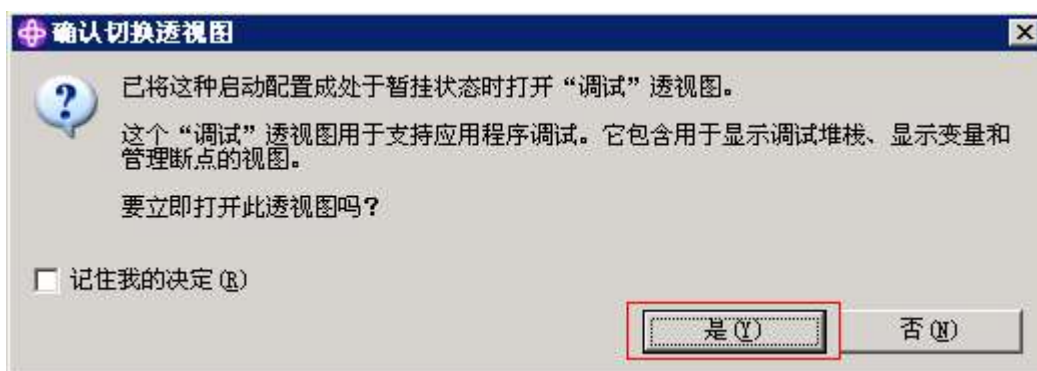 确认切换透视图
已将这种启动配置成处于暂挂状态时打开“调试”透视图。
这个“调试”透视图用于支持应用程序调试。它包含用于显示调试堆栈、显示变量和
管理断点的视图。
要立即打开此透视图吗？
记住我的决定(R)
是(Y) 否(N)